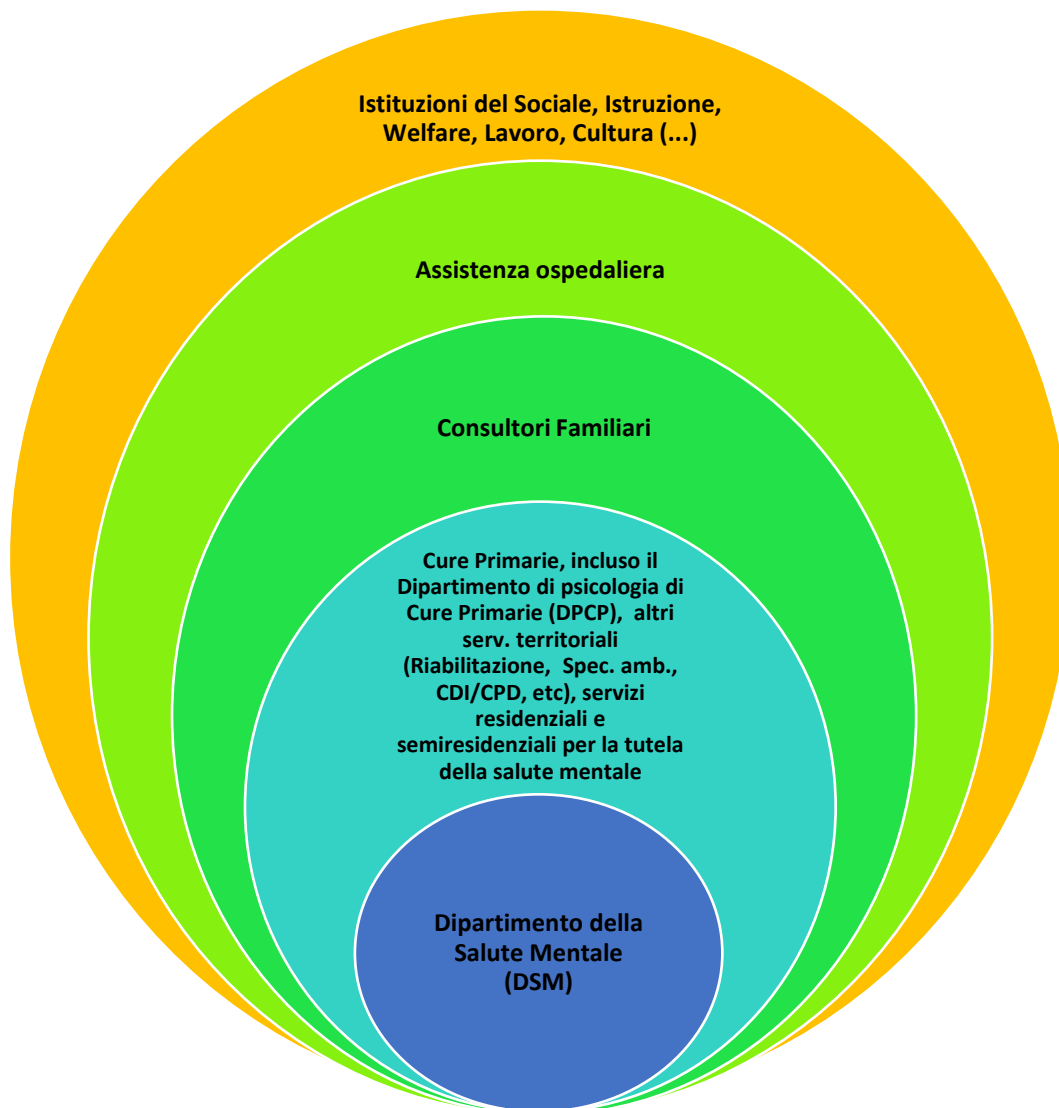 Istituzioni del Sociale, Istruzione,
Welfare, Lavoro, Cultura (...)
Assistenza ospedaliera
Consultori Familiari
Cure Primarie, incluso il
Dipartimento di psicologia di
Cure Primarie (DPCP), altri
serv. territoriali
(Riabilitazione, Spec. amb.,
CDI/CPD, etc), servizi
residenziali e
semiresidenziali per la tutela
della salute mentale
Dipartimento della
Salute Mentale
(DSM)